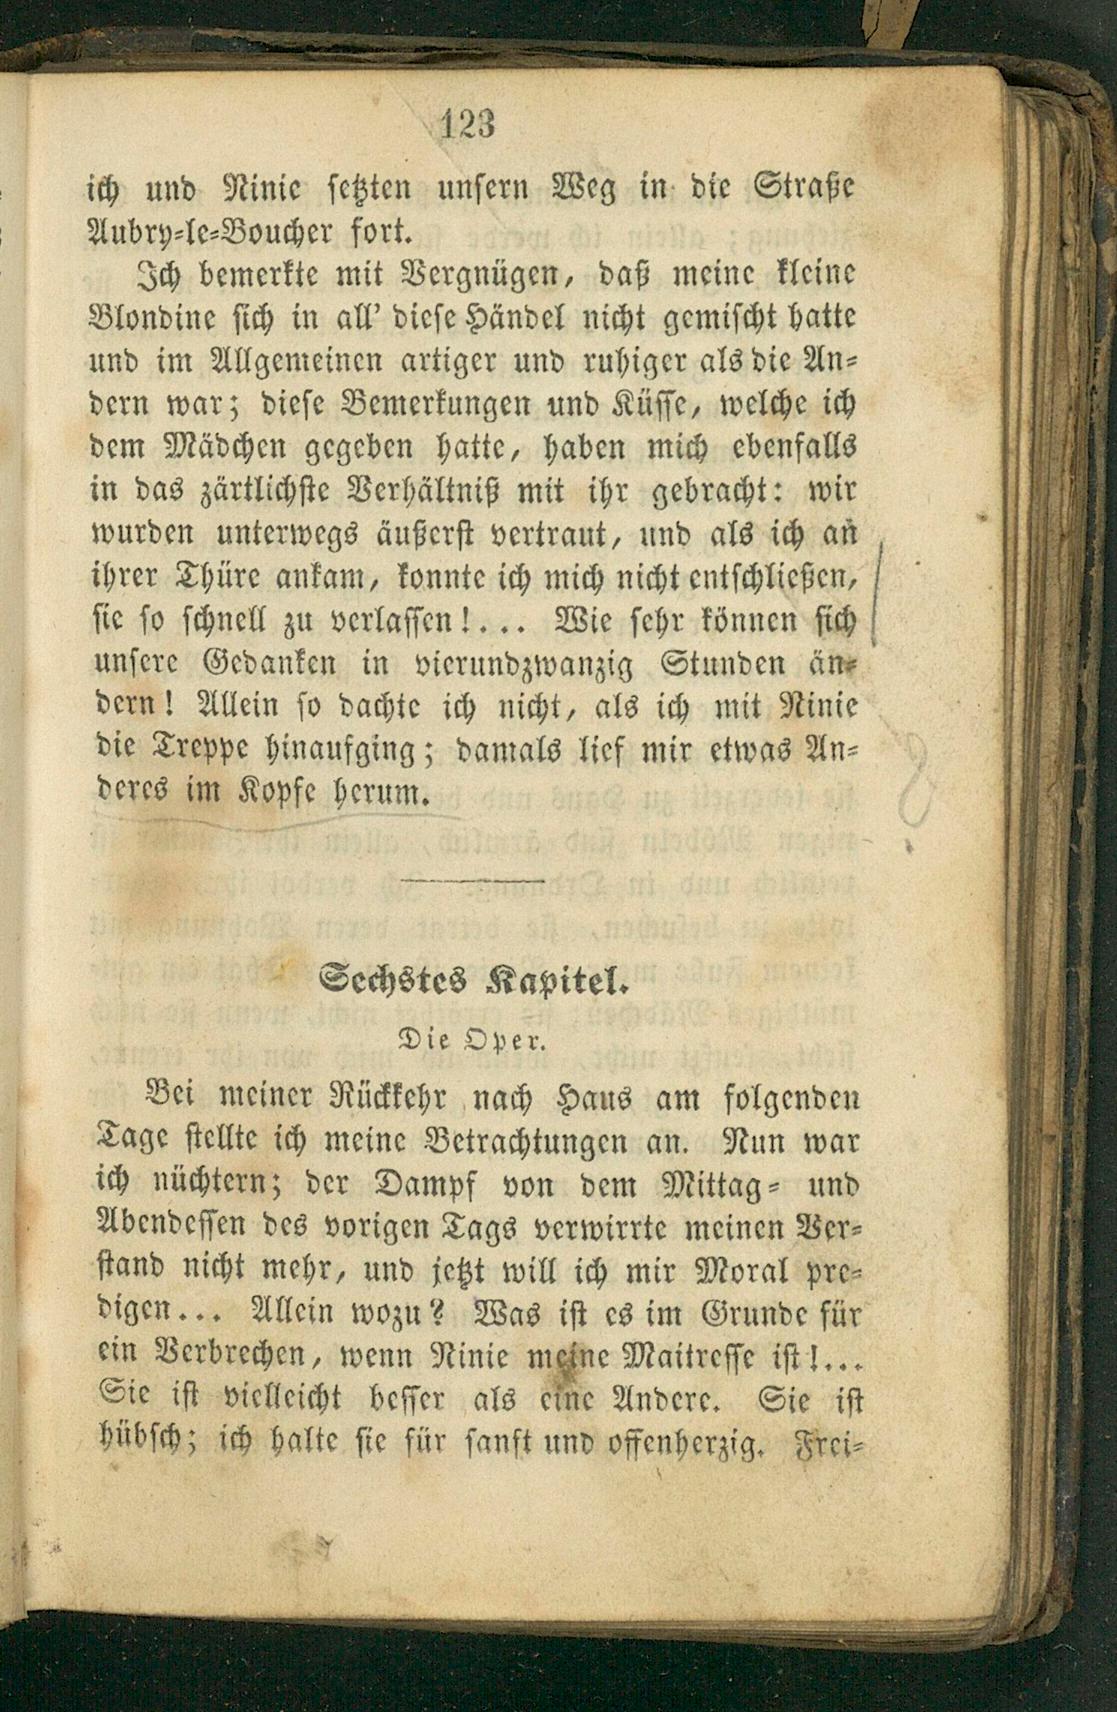 123
ich und Ninie setzten unsern Weg in die Straße
Aubry-le-Boucher fort.
Ich bemerkte mit Vergnügen, daß meine kleine
Blondine sich in all' diese Händel nicht gemischt hatte
und im Allgemeinen artiger und ruhiger als die An-
dern war; diese Bemerkungen und Küsse, welche ich
dem Mädchen gegeben hatte, haben mich ebenfalls
in das zärtlichste Verhältniß mit ihr gebracht: wir
wurden unterwegs äußerst vertraut, und als ich an
ihrer Thüre ankam, konnte ich mich nicht entschließen,
sie so schnell zu verlassen!... Wie sehr können sich
unsere Gedanken in vierundzwanzig Stunden än-
dern! Allein so dachte ich nicht, als ich mit Ninie
die Treppe hinaufging; damals lief mir etwas An-
deres im Kopfe herum.
Sechstes Kapitel.
Die Oper.
Bei meiner Rückkehr nach Haus am folgenden
Tage stellte ich meine Betrachtungen an. Nun war
ich nüchtern; der Dampf von dem Mittag- und
Abendessen des vorigen Tags verwirrte meinen Ver-
stand nicht mehr, und jetzt will ich mir Moral pre-
digen... Allein wozu? Was ist es im Grunde für
ein Verbrechen, wenn Ninie meine Maitresse ist!...
Sie ist vielleicht besser als eine Andere. Sie ist
hübsch; ich halte sie für sanft und offenherzig. Frei-